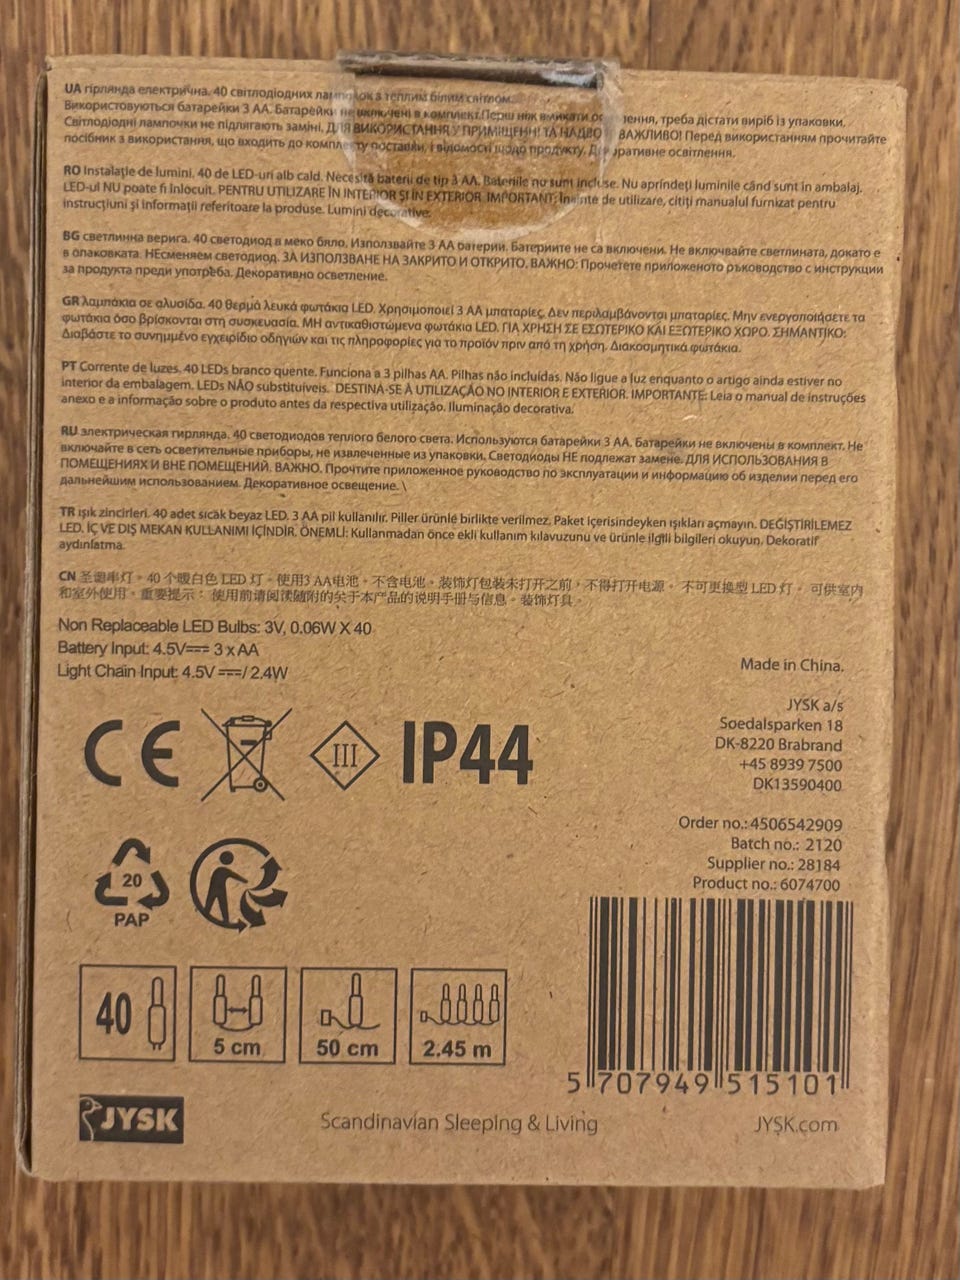 UA гірлянда електрична. 40 світлодіодних лампочок з теплим білим світлом.
Використовуються батарейки 3 АА. Батарейки не включені в комплект. Перш ніж вмикати освітлення, треба дістати виріб із упаковки.
Світлодіодні лампочки не підлягають заміні. ДЛЯ ВИКОРИСТАННЯ У ПРИМІЩЕННІ ТА НАДВО ВАЖЛИВО! Перед використанням прочитайте
посібник з використання, що входить до комплекту поставки, і відомості щодо продукту. Декоративне освітлення.
RO Instalație de lumini. 40 de LED-uri alb cald. Necesită baterii de tip 3 AA. Bateriile nu sunt incluse. Nu aprindeți luminile când sunt în ambalaj.
LED-ul NU poate fi înlocuit. PENTRU UTILIZARE ÎN INTERIOR ȘI ÎN EXTERIOR. IMPORTANT: Înainte de utilizare, citiți manualul furnizat pentru
instrucțiuni și informații referitoare la produse. Lumini decorative.
BG светлинна верига. 40 светодиод в меко бяло. Използвайте 3 AA батерии. Батериите не са включени. Не включвайте светлината, докато е
в опаковката. НЕсменяем светодиод. ЗА ИЗПОЛЗВАНЕ НА ЗАКРИТО И ОТКРИТО. ВАЖНО: Прочетете приложеното ръководство с инструкции
за продукта преди употреба. Декоративно осветление.
GR λαμπάκια σε αλυσίδα. 40 θερμά λευκά φωτάκια LED. Χρησιμοποιεί 3 AA μπαταρίες. Δεν περιλαμβάνονται μπαταρίες. Μην ενεργοποιήσετε τα
φωτάκια όσο βρίσκονται στη συσκευασία. ΜΗ αντικαθιστώμενα φωτάκια LED. ΓΙΑ ΧΡΗΣΗ ΣΕ ΕΣΩΤΕΡΙΚΟ ΚΑΙ ΕΞΩΤΕΡΙΚΟ ΧΩΡΟ. ΣΗΜΑΝΤΙΚΟ:
Διαβάστε το συνημμένο εγχειρίδιο οδηγιών και τις πληροφορίες για το προϊόν πριν από τη χρήση. Διακοσμητικά φωτάκια.
PT Corrente de luzes. 40 LEDs branco quente. Funciona a 3 pilhas AA. Pilhas não incluídas. Não ligue a luz enquanto o artigo ainda estiver no
interior da embalagem. LEDs NÃO substituíveis. DESTINA-SE À UTILIZAÇÃO NO INTERIOR E EXTERIOR. IMPORTANTE: Leia o manual de instruções
anexo e a informação sobre o produto antes da respectiva utilização. Iluminação decorativa.
RU электрическая гирлянда. 40 светодиодов теплого белого света. Используются батарейки 3 АА. Батарейки не включены в комплект. Не
включайте в сеть осветительные приборы, не извлеченные из упаковки. Светодиоды НЕ подлежат замене. ДЛЯ ИСПОЛЬЗОВАНИЯ В
ПОМЕЩЕНИЯХ И ВНЕ ПОМЕЩЕНИЙ. ВАЖНО. Прочтите приложенное руководство по эксплуатации и информацию об изделии перед его
дальнейшим использованием. Декоративное освещение. \
TR ışık zincirleri. 40 adet sıcak beyaz LED. 3 AA pil kullanılır. Piller ürünle birlikte verilmez. Paket içerisindeyken ışıkları açmayın. DEĞİŞTİRİLEMEZ
LED. İÇ VE DIŞ MEKAN KULLANIMI İÇİNDİR. ÖNEMLİ: Kullanmadan önce ekli kullanım kılavuzunu ve ürünle ilgili bilgileri okuyun. Dekoratif
aydınlatma.
CN 圣诞串灯。40 个暖白色 LED 灯。使用3 AA电池。不含电池。装饰灯包装未打开之前，不得打开电源。 不可更换型 LED 灯。 可供室内
和室外使用。重要提示： 使用前请阅读随附的关于本产品的说明手册与信息。装饰灯具。
Non Replaceable LED Bulbs: 3V, 0.06W X 40
Battery Input: 4.5V⎓ 3 x AA
Light Chain Input: 4.5V ⎓/ 2.4W
Made in China.
JYSK a/s
Soedalsparken 18
DK-8220 Brabrand
+45 8939 7500
DK13590400
CE III IP44
Order no.: 4506542909
Batch no.: 2120
Supplier no.: 28184
Product no.: 6074700
20
PAP
40
5 cm
50 cm
2.45 m
5 707949 515101
JYSK
Scandinavian Sleeping & Living
JYSK.com